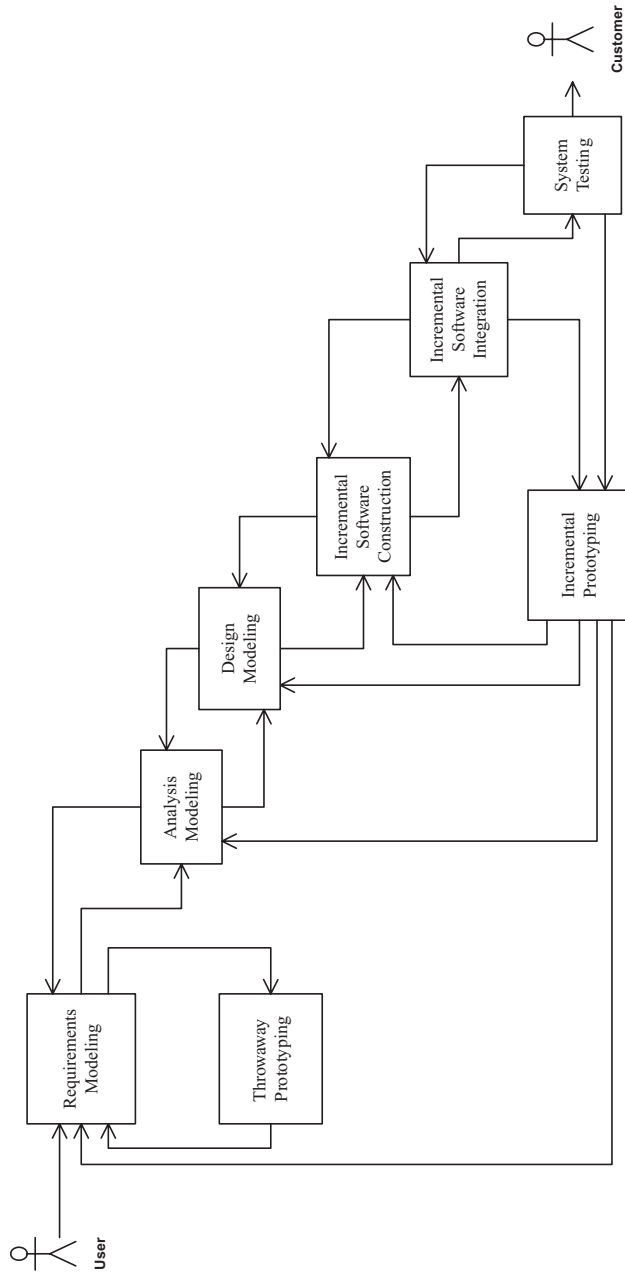 User
Requirements
Modeling
Throwaway
Prototyping
Analysis
Modeling
Design
Modeling
Incremental
Software
Construction
Incremental
Software
Integration
Incremental
Prototyping
System
Testing
Customer